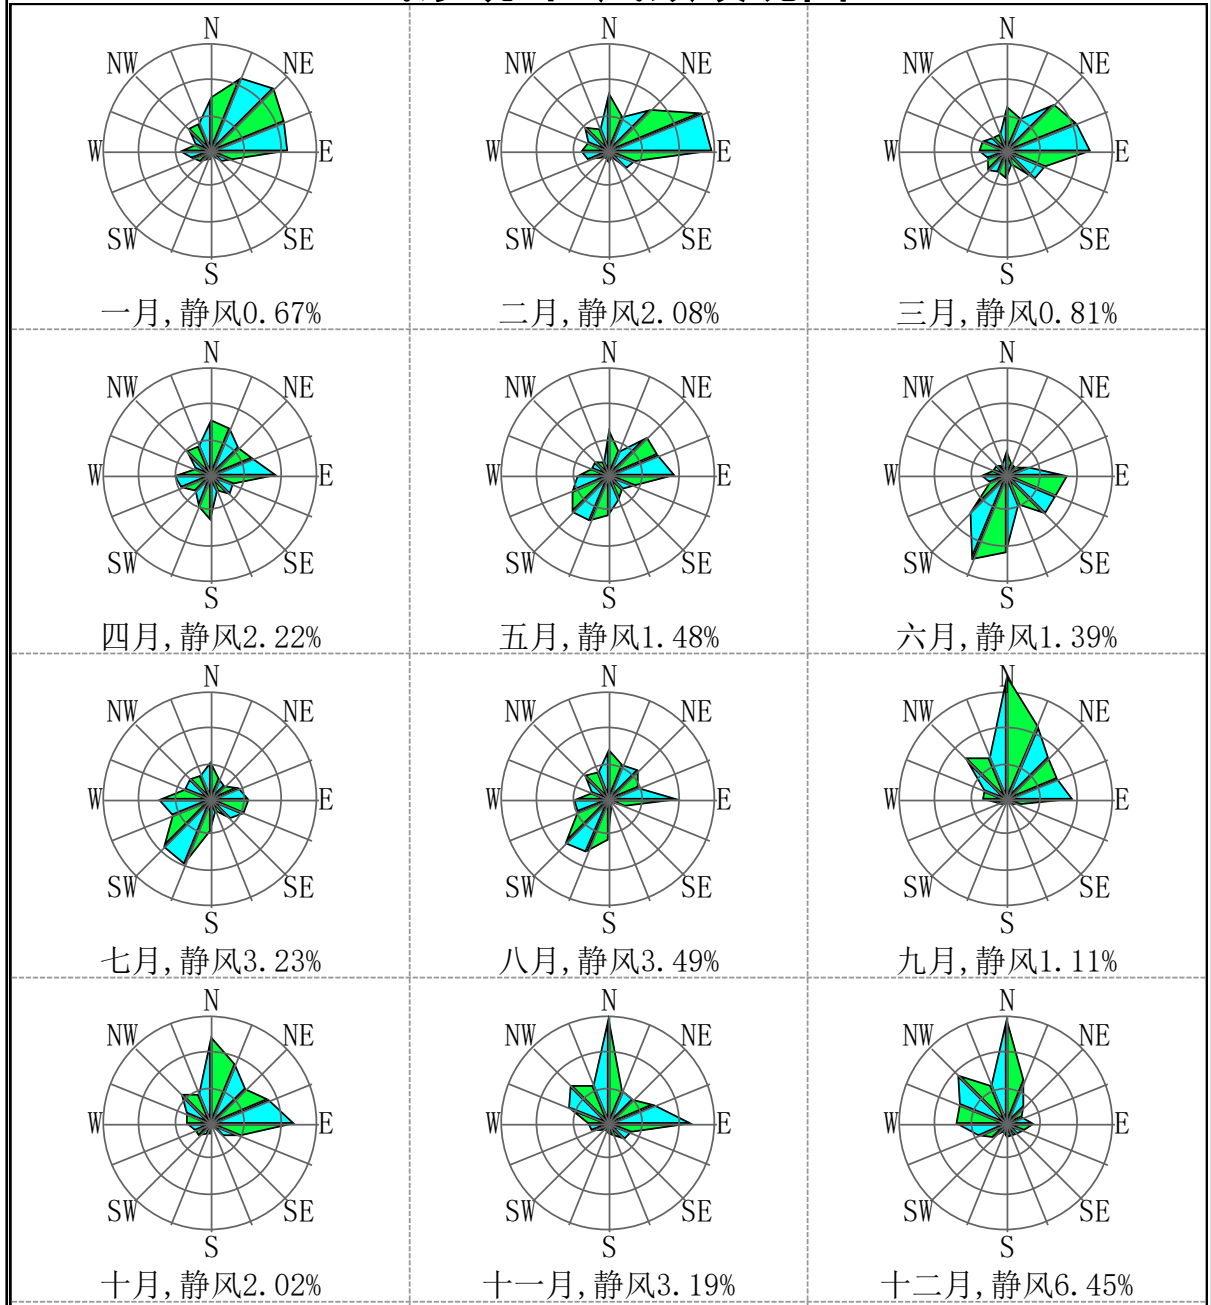 N
NW NE
W E
SW SE
S
一月,静风0.67%
N
NW NE
W E
SW SE
S
二月,静风2.08%
N
NW NE
W E
SW SE
S
三月,静风0.81%
N
NW NE
W E
SW SE
S
四月,静风2.22%
N
NW NE
W E
SW SE
S
五月,静风1.48%
N
NW NE
W E
SW SE
S
六月,静风1.39%
N
NW NE
W E
SW SE
S
七月,静风3.23%
N
NW NE
W E
SW SE
S
八月,静风3.49%
N
NW NE
W E
SW SE
S
九月,静风1.11%
N
NW NE
W E
SW SE
S
十月,静风2.02%
N
NW NE
W E
SW SE
S
十一月,静风3.19%
N
NW NE
W E
SW SE
S
十二月,静风6.45%